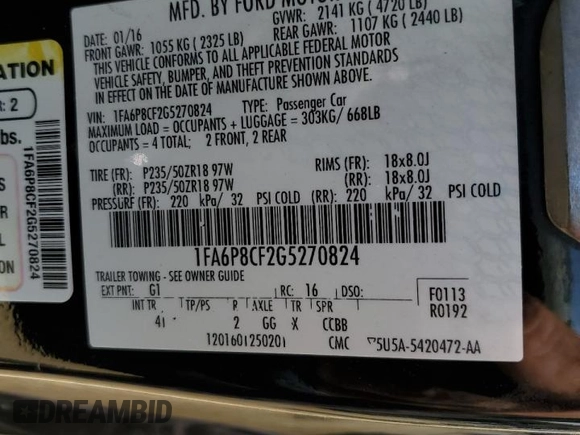 MFD. BY FORD MOTOR
DATE: 01/16 GVWR: 2141 KG ( 4720 LB)
FRONT GAWR: 1055 KG ( 2325 LB) REAR GAWR: 1107 KG ( 2440 LB)
THIS VEHICLE CONFORMS TO ALL APPLICABLE FEDERAL MOTOR
VEHICLE SAFETY, BUMPER, AND THEFT PREVENTION STANDARDS
IN EFFECT ON THE DATE OF MANUFACTURE SHOWN ABOVE.
VIN: 1FA6P8CF2G5270824 TYPE: Passenger Car
MAXIMUM LOAD = OCCUPANTS + LUGGAGE = 303KG/ 668LB
OCCUPANTS = 4 TOTAL; 2 FRONT, 2 REAR
TIRE (FR): P235/50ZR18 97W RIMS (FR): 18x8.0J
(RR): P235/50ZR18 97W (RR): 18x8.0J
PRESSURE(FR): 220 kPa/ 32 PSI COLD (RR): 220 kPa/ 32 PSI COLD
1FA6P8CF2G5270824
TRAILER TOWING - SEE OWNER GUIDE
EXT PNT: G1 RC: 16 DSO: F0113
INT TR TP/PS R AXLE TR SPR R0192
4I 2 GG X CCBB
1201601250201 CMC 5U5A-5420472-AA
ATION
R: 2
lbs.
1FA6P8CF2G5270824
ON
DREAMBID